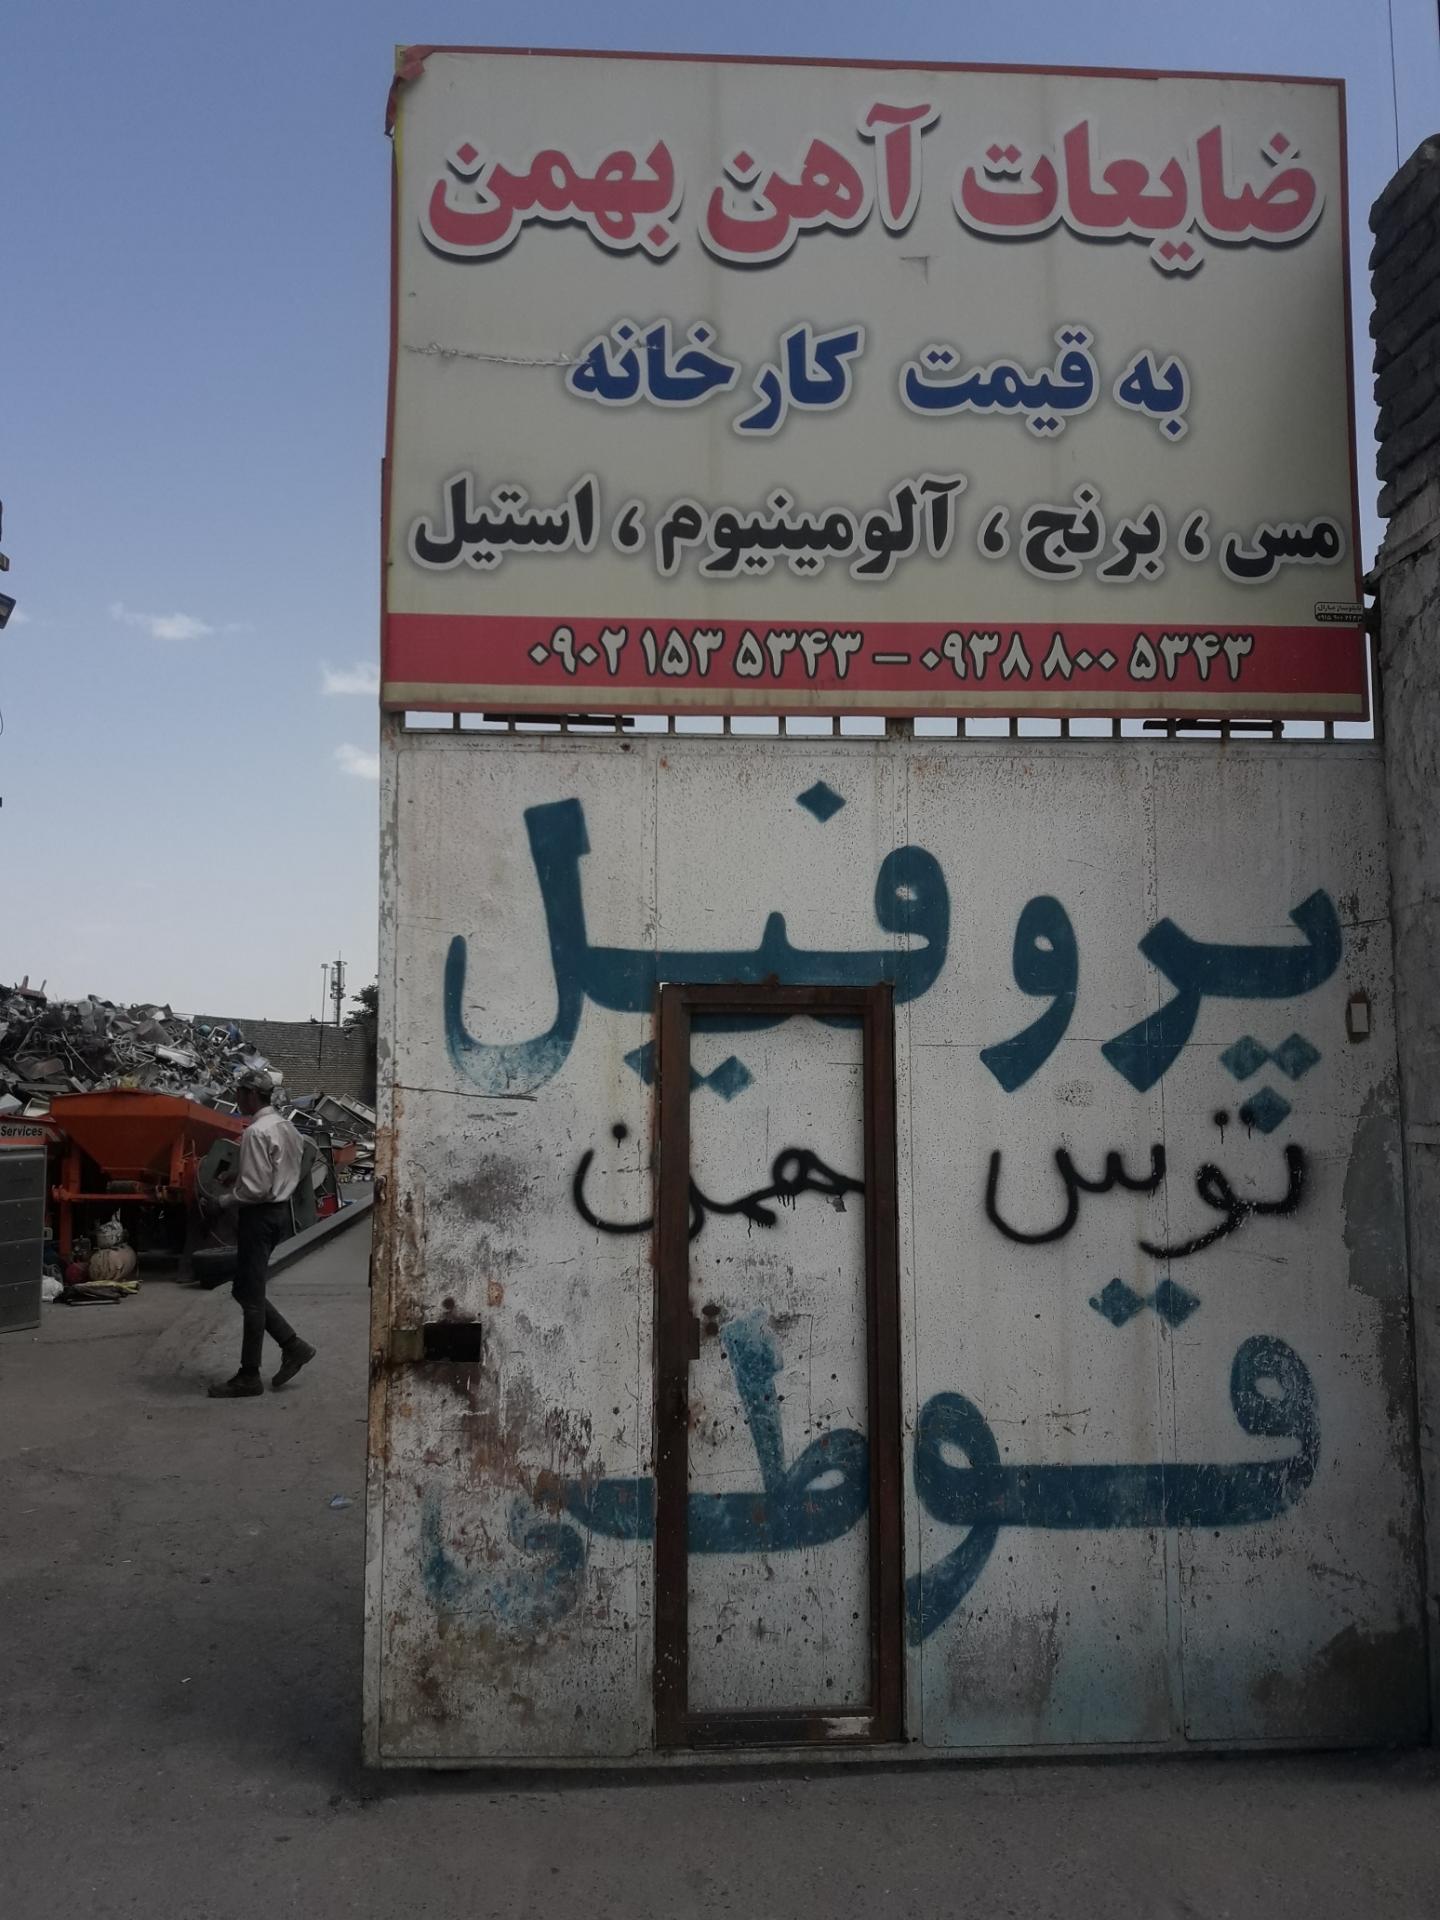 ضایعات آهن بهمن
به قیمت کارخانه
مس ، برنج ، آلومینیوم ، استیل
۰۹۰۲ ۱۵۳ ۵۳۴۳ – ۰۹۳۸ ۸۰۰ ۵۳۴۳
پروفیل
توس
قوطی
Services